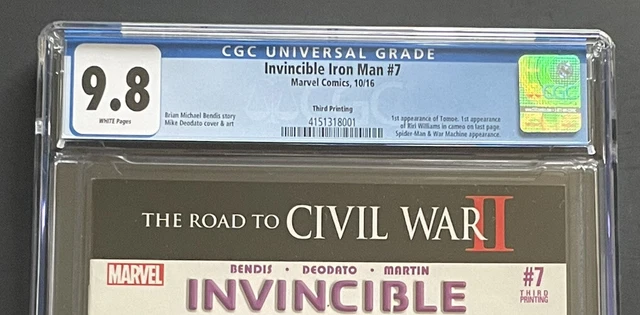 CGC UNIVERSAL GRADE
9.8
WHITE Pages
Invincible Iron Man #7
Marvel Comics, 10/16
Third Printing
Brian Michael Bendis story
Mike Deodato cover & art
4151318001
1st appearance of Tomoe. 1st appearance
of Riri Williams in cameo on last page.
Spider-Man & War Machine appearance.
CGC
THE ROAD TO CIVIL WAR II
MARVEL
BENDIS • DEODATO • MARTIN
INVINCIBLE
#7
THIRD
PRINTING